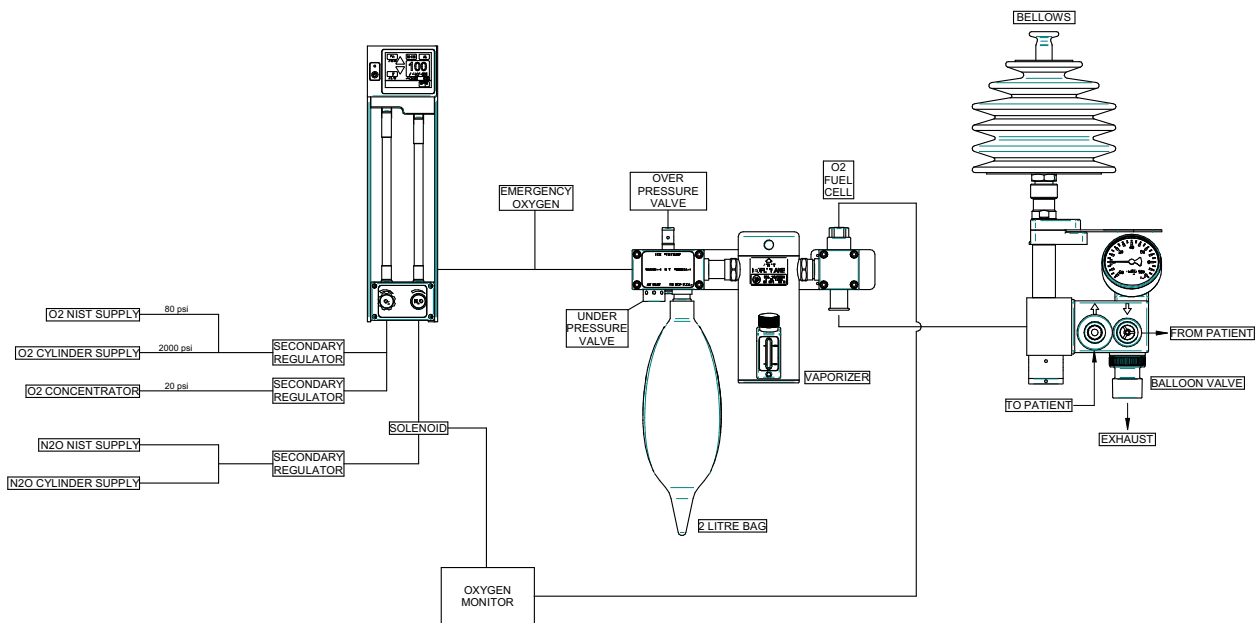 BELLOWS
100
O2
FUEL
CELL
OVER
PRESSURE
VALVE
EMERGENCY
OXYGEN
O2 NIST SUPPLY
80 psi
UNDER
PRESSURE
VALVE
FROM PATIENT
O2 CYLINDER SUPPLY
2000 psi
SECONDARY
REGULATOR
VAPORIZER
BALLOON VALVE
O2 CONCENTRATOR
20 psi
SECONDARY
REGULATOR
TO PATIENT
SOLENOID
EXHAUST
N2O NIST SUPPLY
SECONDARY
REGULATOR
N2O CYLINDER SUPPLY
2 LITRE BAG
OXYGEN
MONITOR